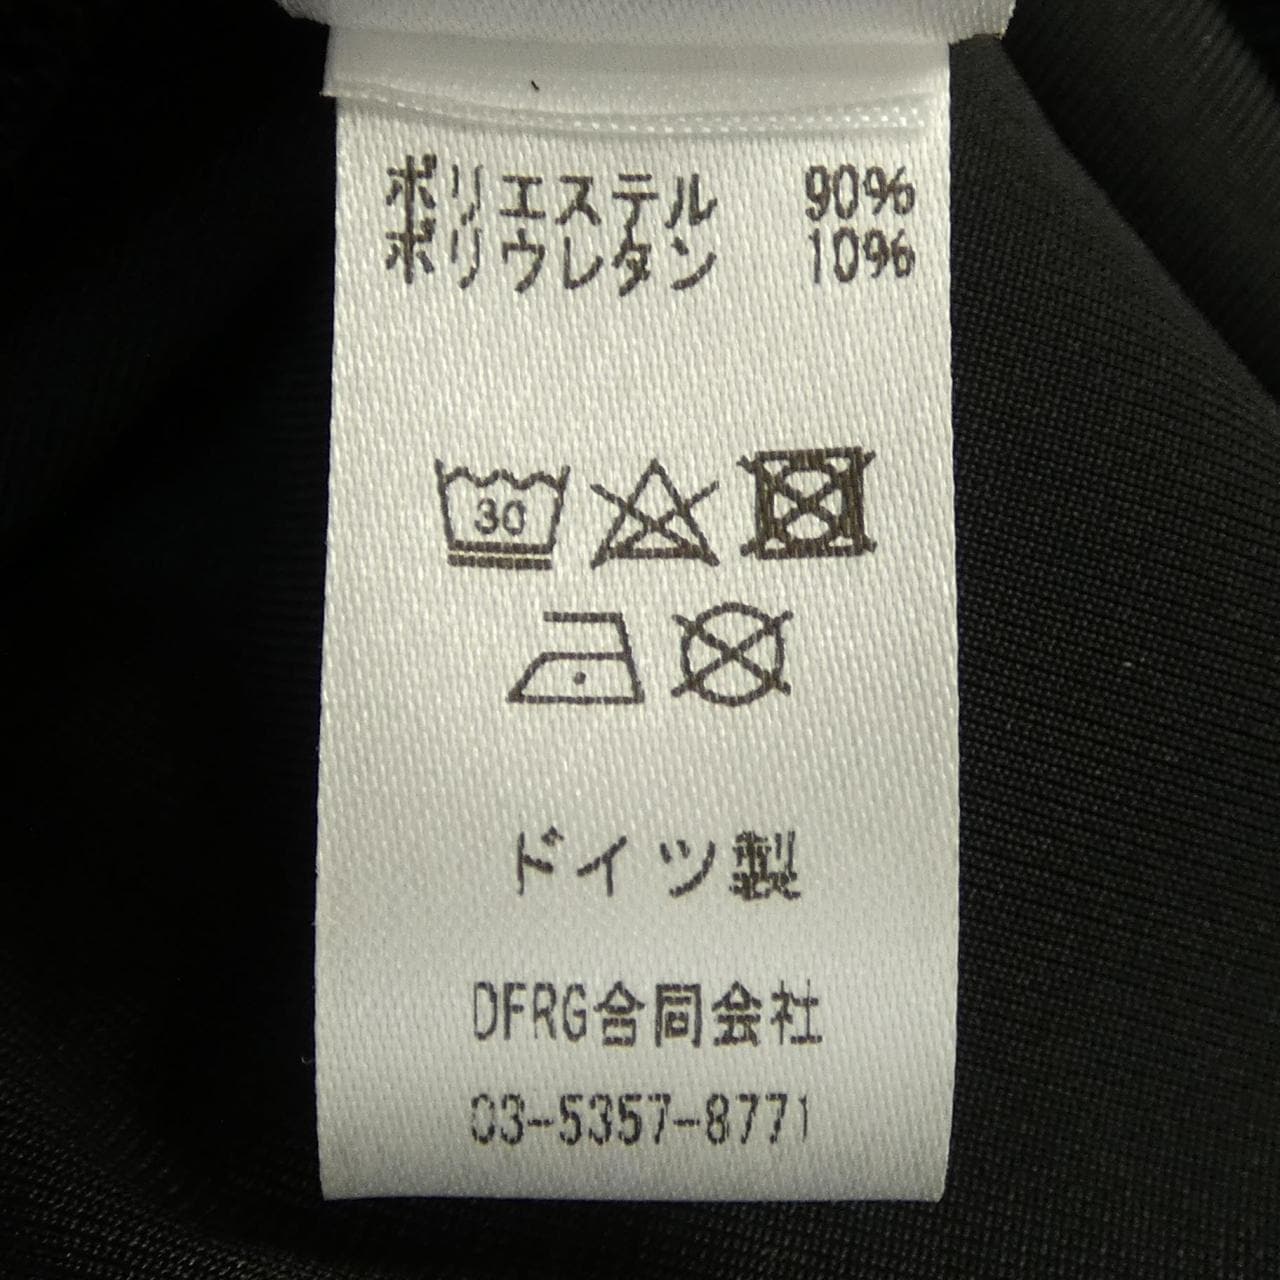 ポリエステル 90%
ポリウレタン 10%
30
ドイツ製
DFRG合同会社
03-5357-8771